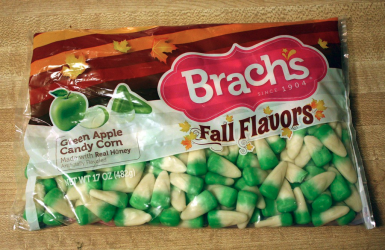 Brach's
SINCE 1904
Fall Flavors
Green Apple
Candy Corn
Made with Real Honey
NET WT 17 OZ (482g)